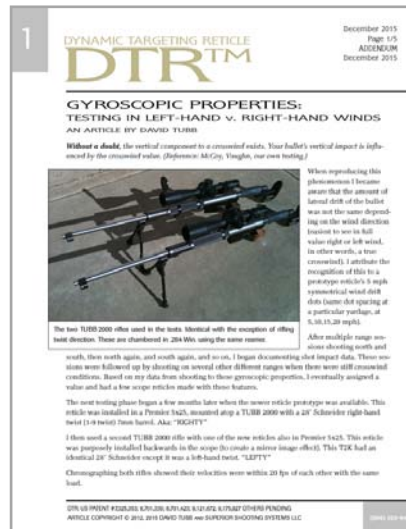 1
December 2015
Page 1/5
ADDENDUM
December 2015
DYNAMIC TARGETING RETICLE
DTR™
GYROSCOPIC PROPERTIES:
TESTING IN LEFT-HAND v. RIGHT-HAND WINDS
AN ARTICLE BY DAVID TUBB
Without a doubt, the vertical component to a crosswind exists. Your bullet's vertical impact is influ-
enced by the crosswind value. (Reference: McCoy, Vaughn, our own testing.)
When reproducing this
phenomenon I became
aware that the amount of
lateral drift of the bullet
was not the same depend-
ing on the wind direction
(easiest to see in full
value right or left wind,
in other words, a true
crosswind). I attribute the
recognition of this to a
prototype reticle's 5 mph
symmetrical wind drift
dots (same dot spacing at
a particular yardage, at
5,10,15,20 mph).
The two TUBB 2000 rifles used in the tests. Identical with the exception of rifling
twist direction. These are chambered in .284 Win. using the same reamer.
After multiple range ses-
sions shooting north and
south, then north again, and south again, and so on, I began documenting shot impact data. These ses-
sions were followed up by shooting on several other different ranges when there were stiff crosswind
conditions. Based on my data from shooting to these gyroscopic properties, I eventually assigned a
value and had a few scope reticles made with these features.
The next testing phase began a few months later when the newer reticle prototype was available. This
reticle was installed in a Premier 5x25, mounted atop a TUBB 2000 with a 28" Schneider right-hand
twist (1-9 twist) 7mm barrel. Aka: "RIGHTY"
I then used a second TUBB 2000 rifle with one of the new reticles also in Premier 5x25. This reticle
was purposely installed backwards in the scope (to create a mirror image effect). This T2K had an
identical 28" Schneider except it was a left-hand twist. "LEFTY"
Chronographing both rifles showed their velocities were within 20 fps of each other with the same
load.
OTHERS PENDING
ARTICLE COPYRIGHT © 2012, 2015 DAVID TUBB and SUPERIOR SHOOTING SYSTEMS LLC